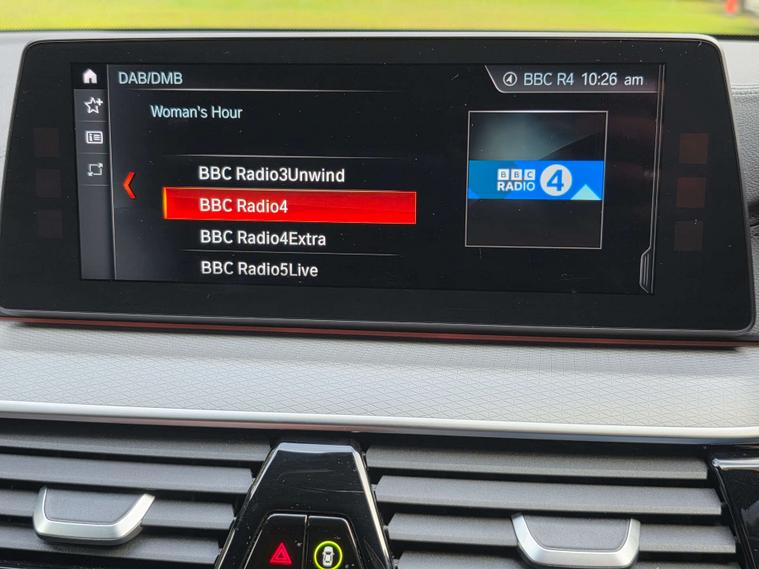 DAB/DMB
4 BBC R4 10:26 am
Woman's Hour
BBC Radio3Unwind
BBC Radio4
BBC Radio4Extra
BBC Radio5Live
BBC
RADIO 4